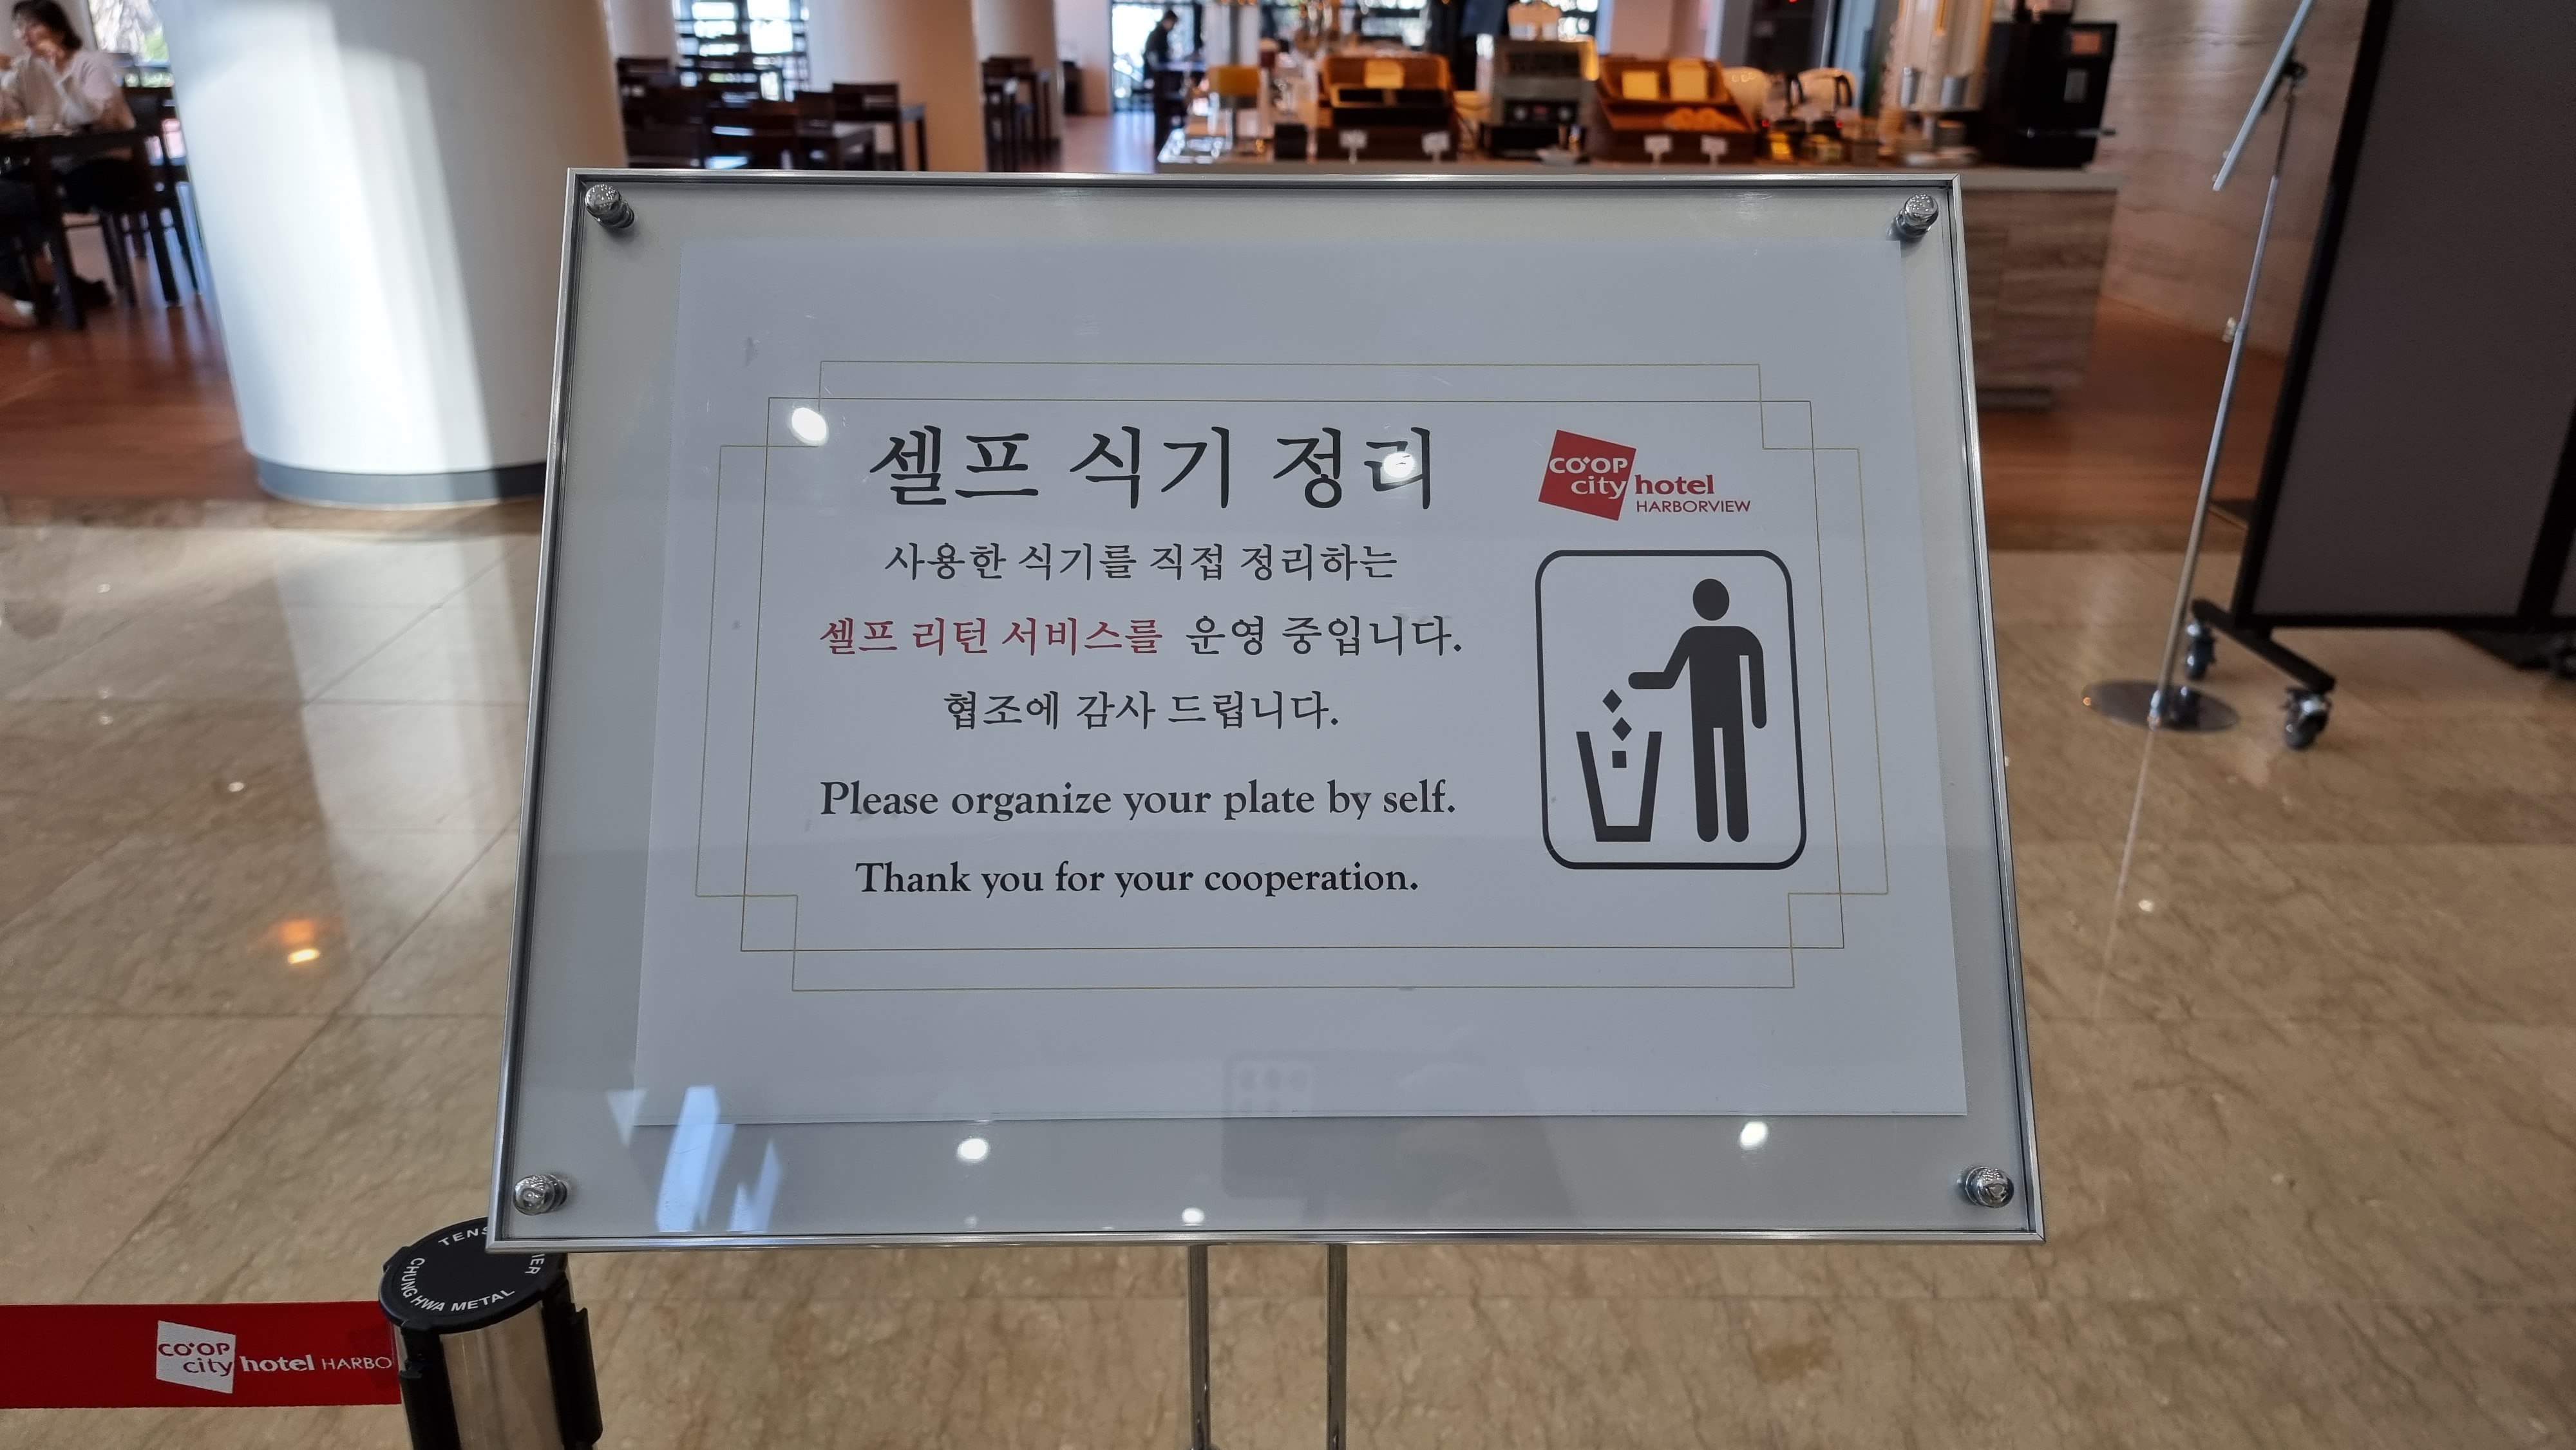 셀프 식기 정리
CO'OP
city hotel
HARBORVIEW
사용한 식기를 직접 정리하는
셀프 리턴 서비스를 운영 중입니다.
협조에 감사 드립니다.
Please organize your plate by self.
Thank you for your cooperation.
CHUNG HWA METAL
CO'OP
city hotel HARBO